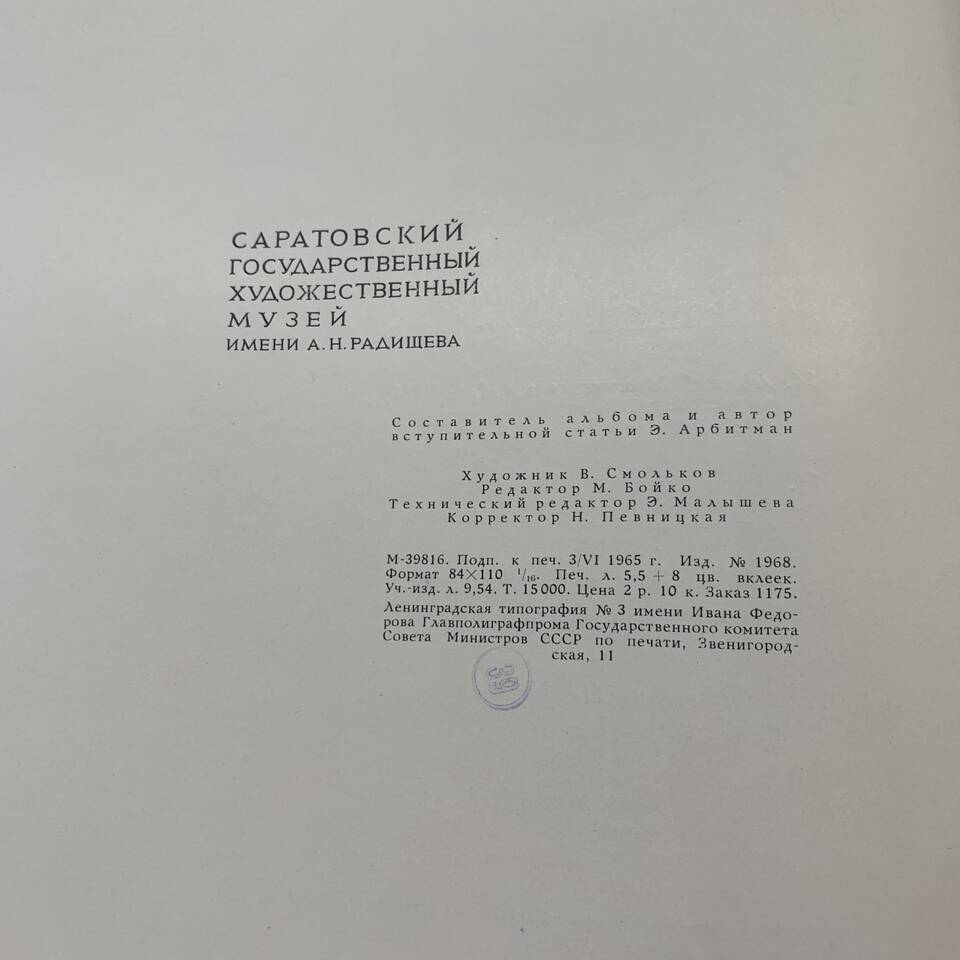 САРАТОВСКИЙ
ГОСУДАРСТВЕННЫЙ
ХУДОЖЕСТВЕННЫЙ
МУЗЕЙ
ИМЕНИ А. Н. РАДИЩЕВА
Составитель альбома и автор
вступительной статьи Э. Арбитман
Художник В. Смольков
Редактор М. Бойко
Технический редактор Э. Малышева
Корректор Н. Певницкая
М-39816. Подп. к печ. 3/VI 1965 г. Изд. № 1968.
Формат 84×110 1/16. Печ. л. 5,5 + 8 цв. вклеек.
Уч.-изд. л. 9,54. Т. 15 000. Цена 2 р. 10 к. Заказ 1175.
Ленинградская типография № 3 имени Ивана Федо-
рова Главполиграфпрома Государственного комитета
Совета Министров СССР по печати, Звенигород-
ская, 11